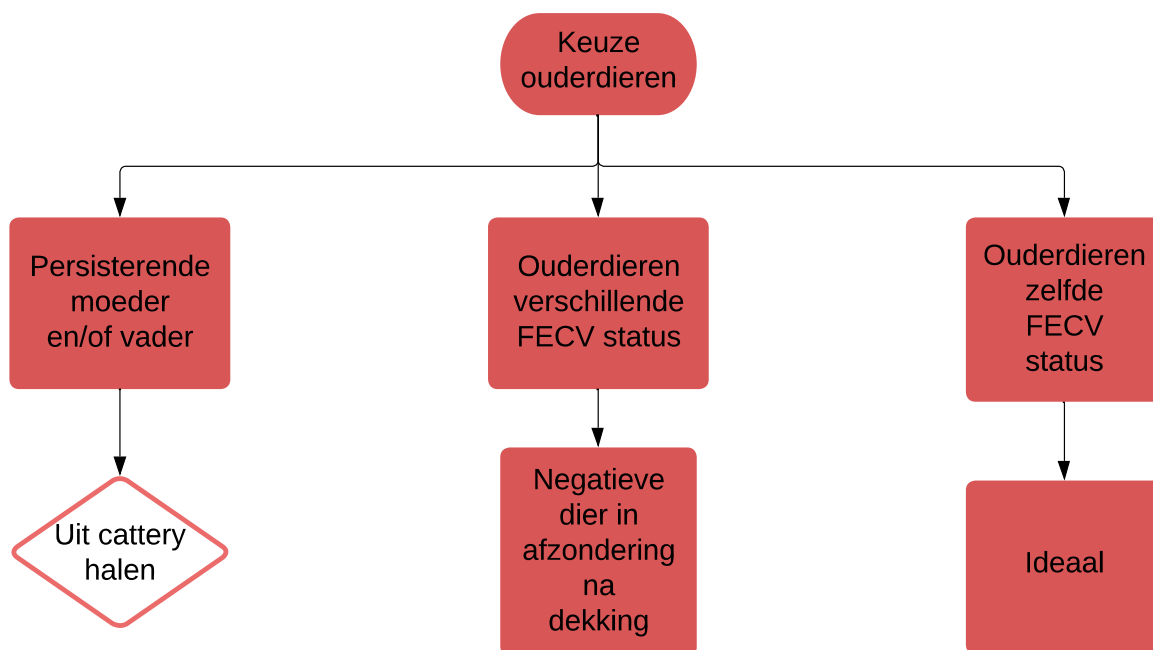 Keuze
ouderdieren
Persisterende
moeder
en/of vader
Ouderdieren
verschillende
FECV status
Ouderdieren
zelfde
FECV
status
Uit cattery
halen
Negatieve
dier in
afzondering
na
dekking
Ideaal